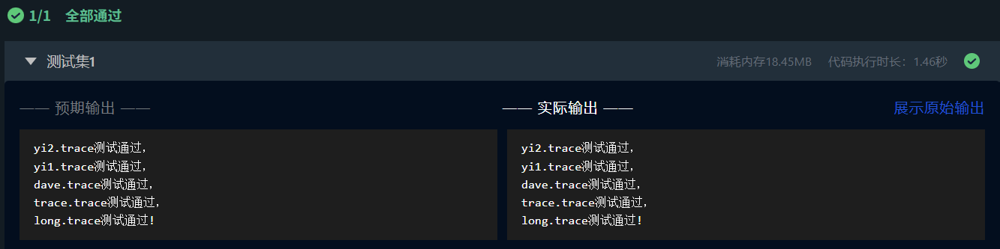 1/1 全部通过
测试集1 消耗内存18.45MB 代码执行时长：1.46秒
—— 预期输出 —— —— 实际输出 —— 展示原始输出
yi2.trace测试通过， yi2.trace测试通过，
yi1.trace测试通过， yi1.trace测试通过，
dave.trace测试通过， dave.trace测试通过，
trace.trace测试通过， trace.trace测试通过，
long.trace测试通过！ long.trace测试通过！